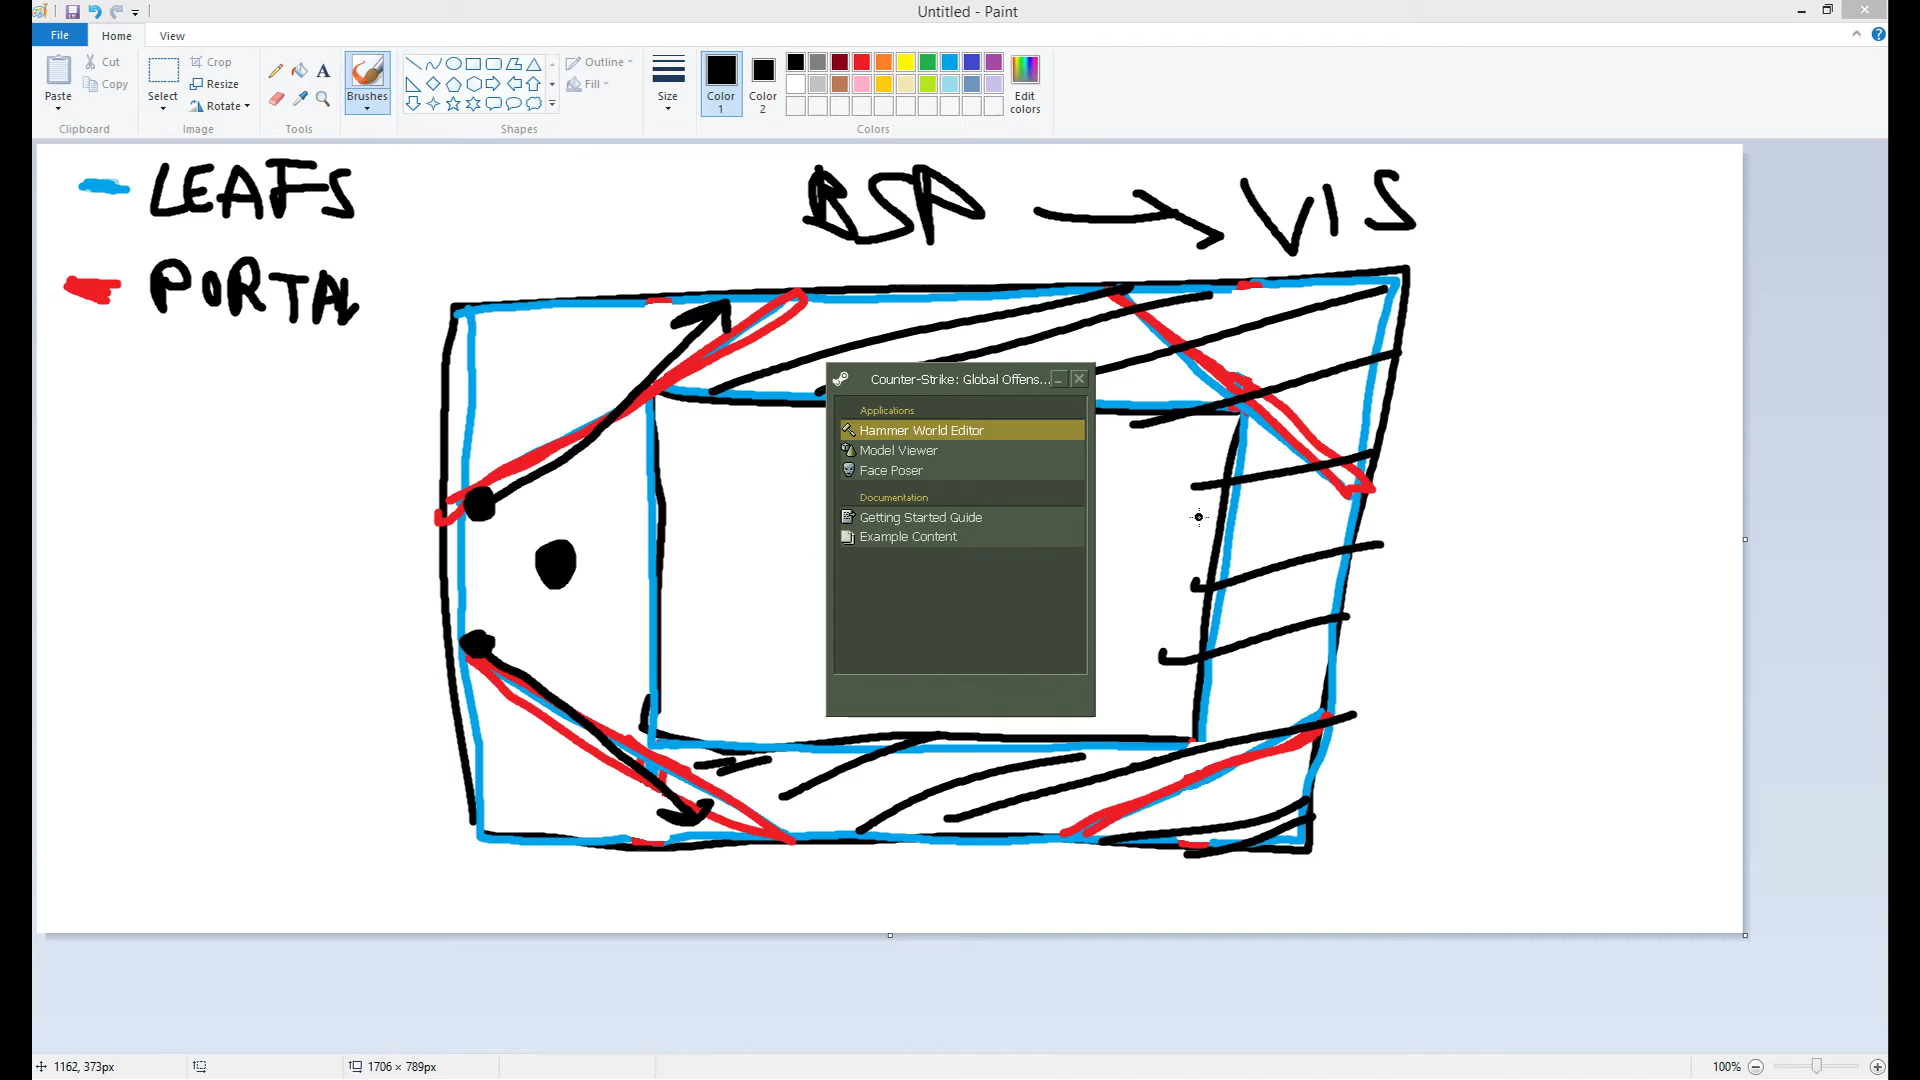 Untitled - Paint
File Home View
Paste
Cut
Copy
Clipboard
Select
Crop
Resize
Rotate
Image
A
Tools
Brushes
Outline
Fill
Shapes
Size
Color 1
Color 2
Edit colors
Colors
LEAFS
PORTAL
BSP → VIS
Counter-Strike: Global Offens...
Applications
Hammer World Editor
Model Viewer
Face Poser
Documentation
Getting Started Guide
Example Content
1162, 373px
1706 × 789px
100%